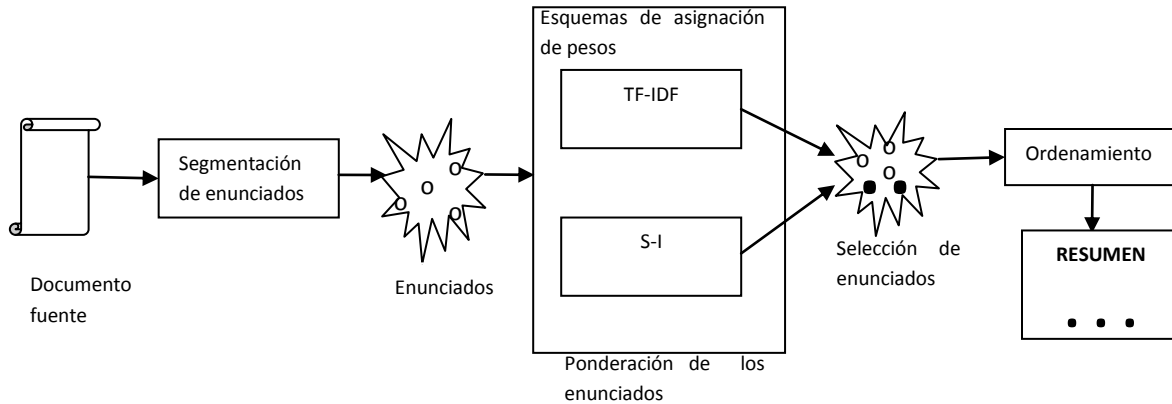 Esquemas de asignación
de pesos
TF-IDF
S-I
Segmentación
de enunciados
Documento
fuente
Enunciados
Ponderación de los
enunciados
Selección de
enunciados
Ordenamiento
RESUMEN